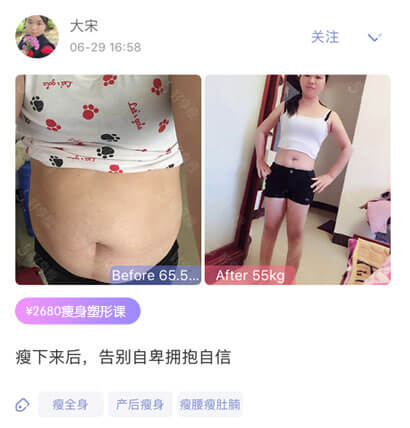 大宋
06-29 16:58
关注
Let's gole
Before 65.5...
After 55kg
¥2680瘦身塑形课
瘦下来后，告别自卑拥抱自信
瘦全身
产后瘦身
瘦腰瘦肚腩